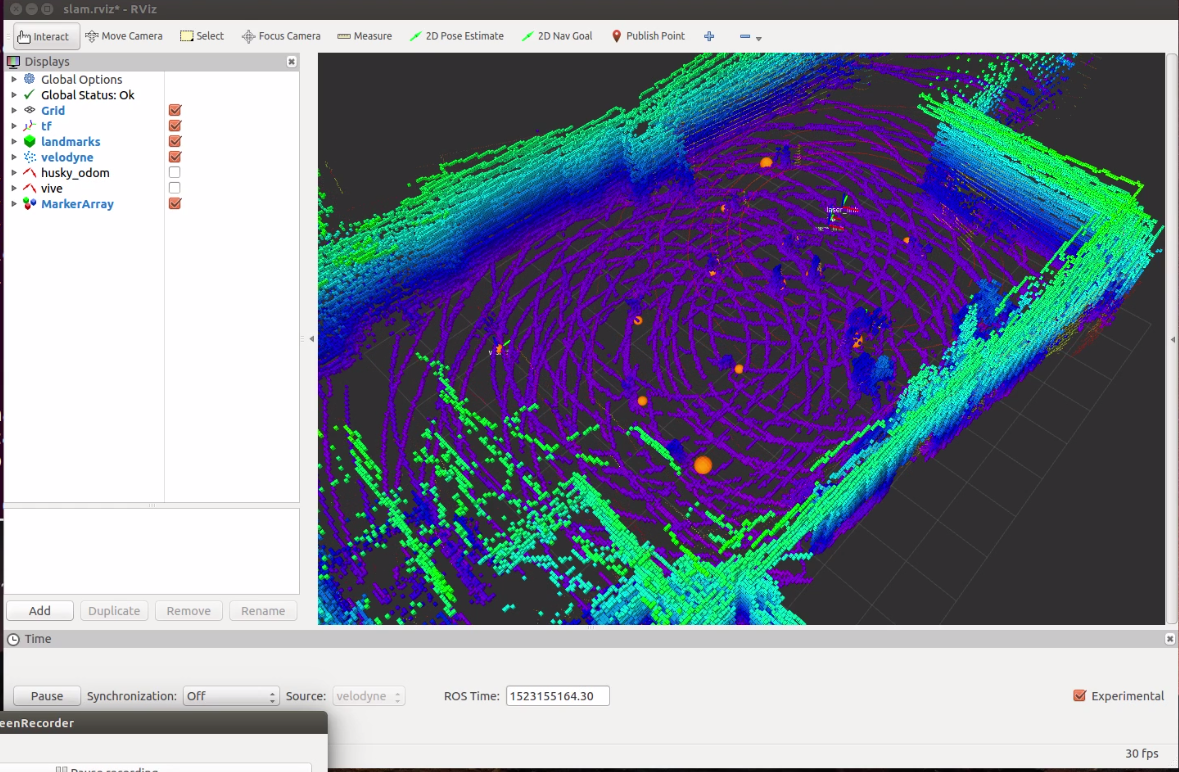 slam.rviz* - RViz
Interact Move Camera Select Focus Camera Measure 2D Pose Estimate 2D Nav Goal Publish Point
Displays
Global Options
Global Status: Ok
Grid
tf
landmarks
velodyne
husky_odom
vive
MarkerArray
Add Duplicate Remove Rename
Time
Pause Synchronization: Off Source: velodyne ROS Time: 1523155164.30 Experimental
eenRecorder
30 fps
Pause recording